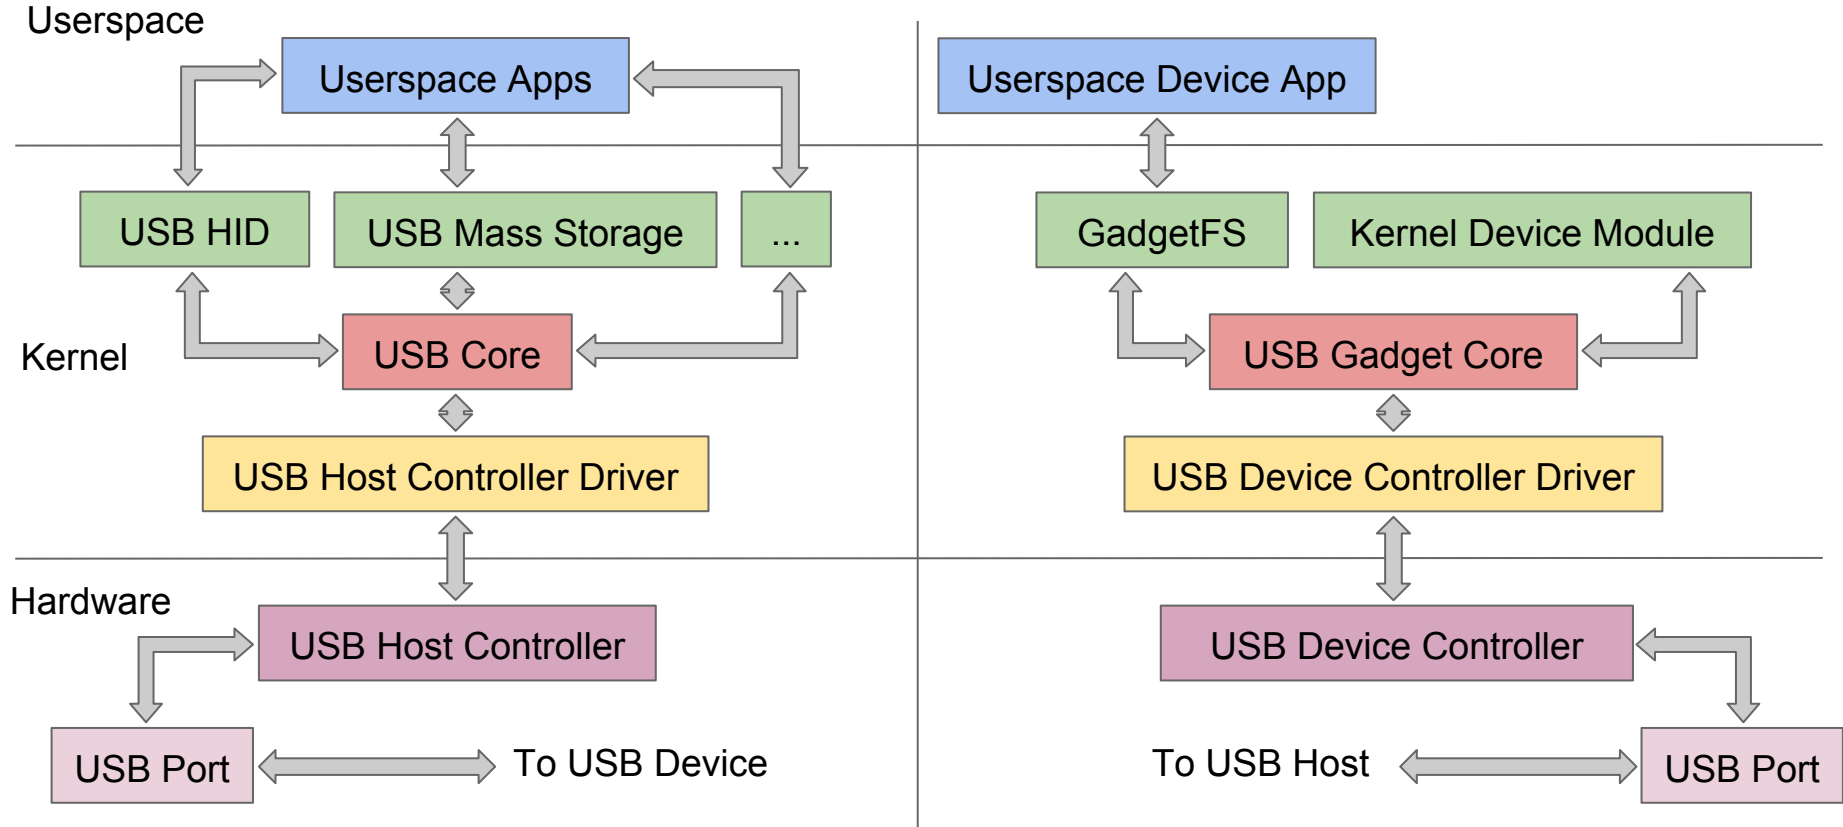 Userspace
Userspace Apps
Userspace Device App
USB HID
USB Mass Storage
...
GadgetFS
Kernel Device Module
Kernel
USB Core
USB Gadget Core
USB Host Controller Driver
USB Device Controller Driver
Hardware
USB Host Controller
USB Device Controller
USB Port
To USB Device
To USB Host
USB Port